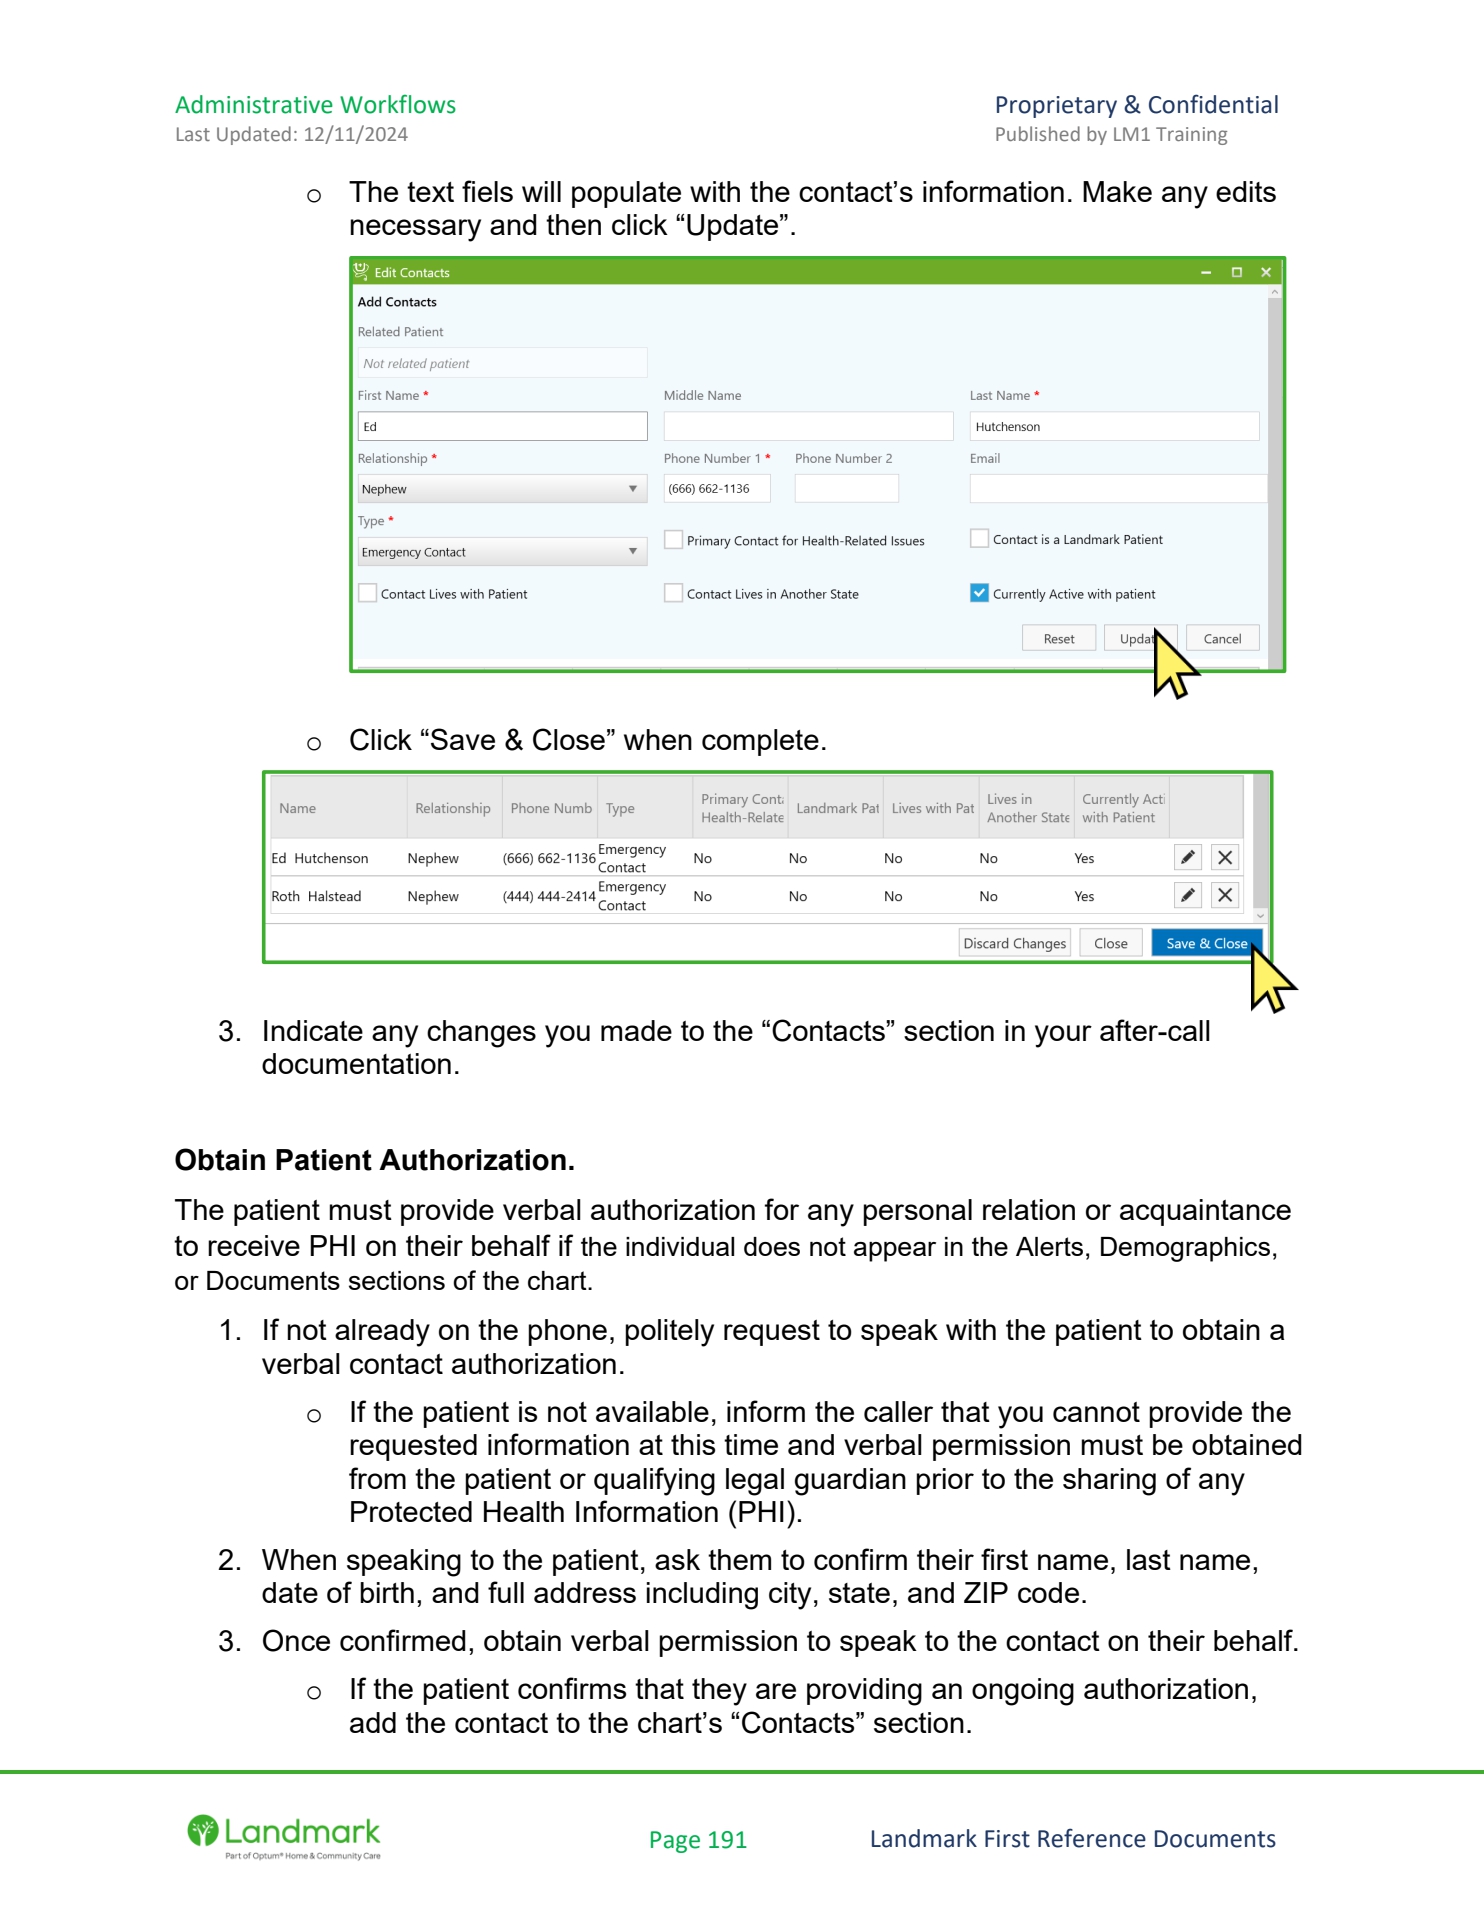 Administrative Workflows
Proprietary & Confidential
Last Updated: 12/11/2024
Published by LM1 Training
o The text fiels will populate with the contact’s information. Make any edits
necessary and then click “Update”.
Edit Contacts
Add Contacts
Related Patient
Not related patient
First Name *
Middle Name
Last Name *
Ed
Hutchenson
Relationship *
Phone Number 1 *
Phone Number 2
Email
Nephew
(666) 662-1136
Type *
Emergency Contact
Primary Contact for Health-Related Issues
Contact is a Landmark Patient
Contact Lives with Patient
Contact Lives in Another State
Currently Active with patient
Reset
Updat
Cancel
o Click “Save & Close” when complete.
Name
Relationship
Phone Numb
Type
Primary Cont
Health-Relate
Landmark Pat
Lives with Pat
Lives in
Another State
Currently Acti
with Patient
Ed Hutchenson Nephew (666) 662-1136 Emergency
Contact No No No No Yes
Roth Halstead Nephew (444) 444-2414 Emergency
Contact No No No No Yes
Discard Changes
Close
Save & Close
3. Indicate any changes you made to the “Contacts” section in your after-call
documentation.
Obtain Patient Authorization.
The patient must provide verbal authorization for any personal relation or acquaintance
to receive PHI on their behalf if the individual does not appear in the Alerts, Demographics,
or Documents sections of the chart.
1. If not already on the phone, politely request to speak with the patient to obtain a
verbal contact authorization.
o If the patient is not available, inform the caller that you cannot provide the
requested information at this time and verbal permission must be obtained
from the patient or qualifying legal guardian prior to the sharing of any
Protected Health Information (PHI).
2. When speaking to the patient, ask them to confirm their first name, last name,
date of birth, and full address including city, state, and ZIP code.
3. Once confirmed, obtain verbal permission to speak to the contact on their behalf.
o If the patient confirms that they are providing an ongoing authorization,
add the contact to the chart’s “Contacts” section.
Landmark
Part of Optum® Home & Community Care
Page 191
Landmark First Reference Documents